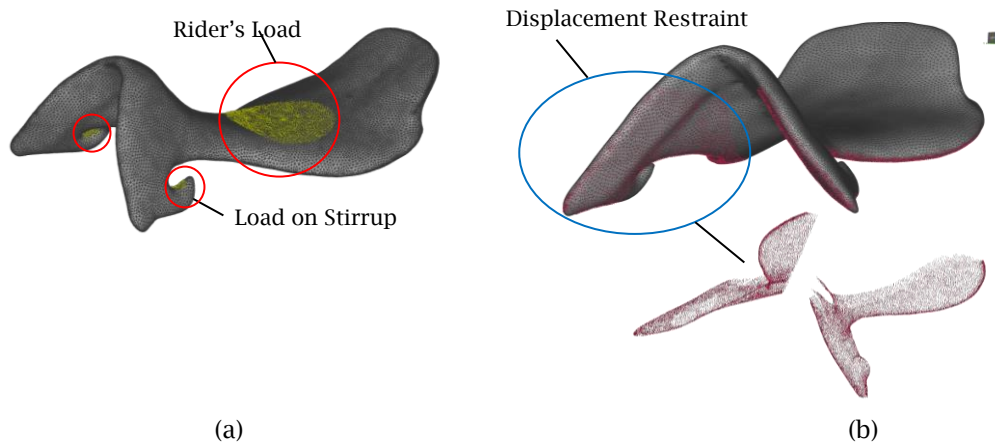 Rider's Load
Load on Stirrup
(a)
Displacement Restraint
(b)